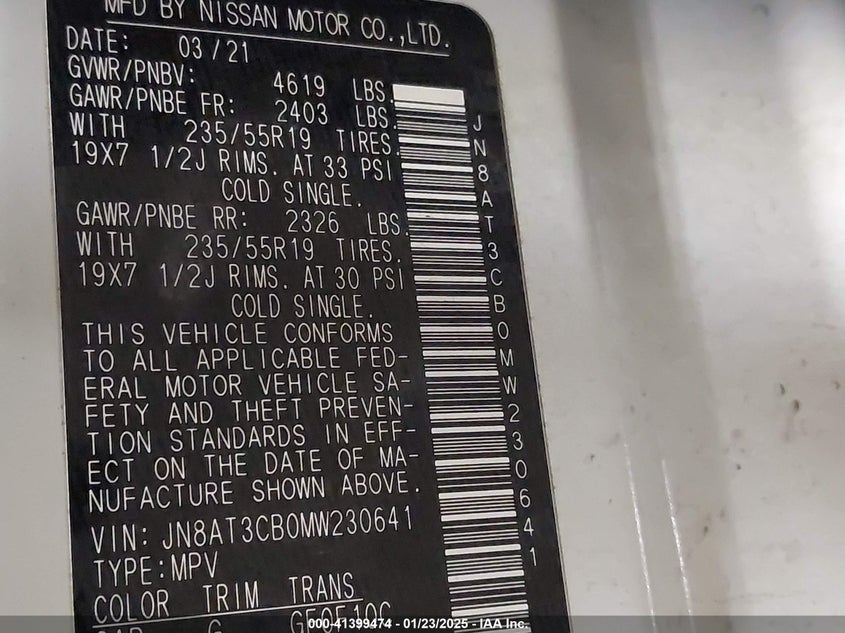 MFD BY NISSAN MOTOR CO.,LTD.
DATE: 03/21
GVWR/PNBV: 4619 LBS.
GAWR/PNBE FR: 2403 LBS.
WITH 235/55R19 TIRES.
19X7 1/2J RIMS. AT 33 PSI
COLD SINGLE.
GAWR/PNBE RR: 2326 LBS.
WITH 235/55R19 TIRES.
19X7 1/2J RIMS. AT 30 PSI
COLD SINGLE.
THIS VEHICLE CONFORMS
TO ALL APPLICABLE FED-
ERAL MOTOR VEHICLE SA-
FETY AND THEFT PREVEN-
TION STANDARDS IN EFF-
ECT ON THE DATE OF MA-
NUFACTURE SHOWN ABOVE.
VIN: JN8AT3CB0MW230641
TYPE:MPV
COLOR TRIM TRANS
JN8AT3CB0MW230641
000-41399474 - 01/23/2025 - IAA Inc.